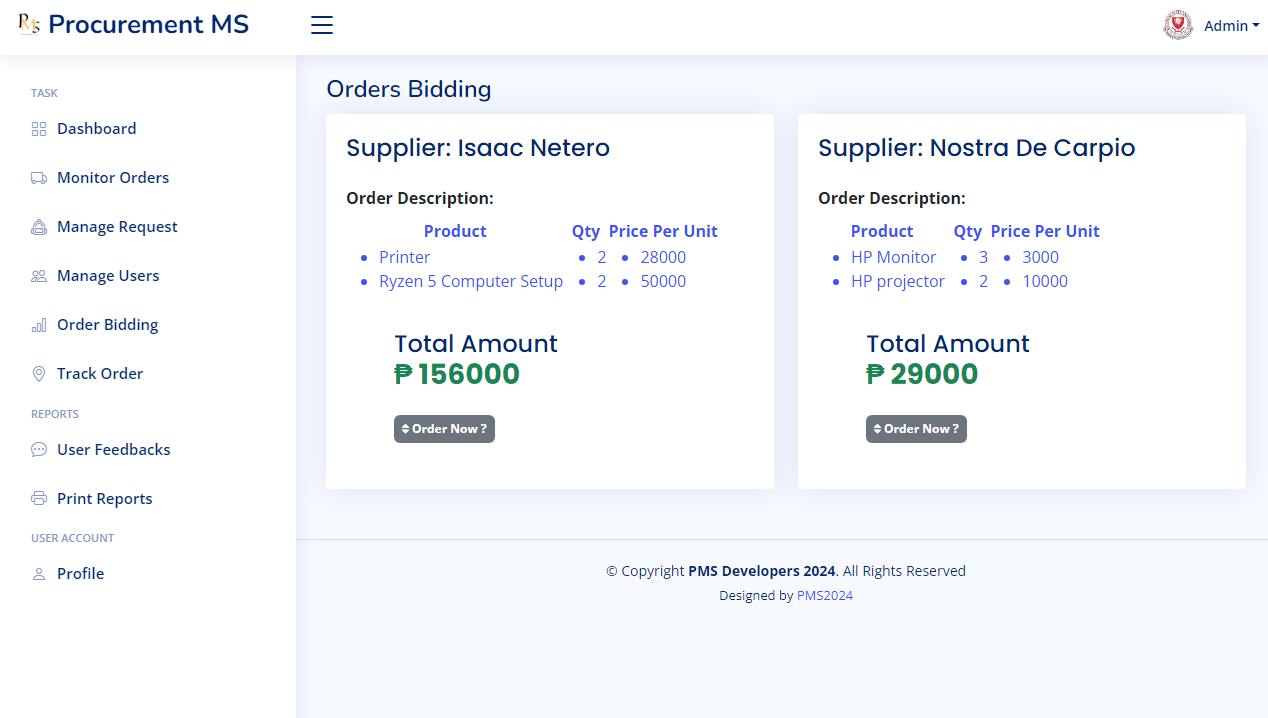 RMS Procurement MS
Admin
TASK
Dashboard
Monitor Orders
Manage Request
Manage Users
Order Bidding
Track Order
REPORTS
User Feedbacks
Print Reports
USER ACCOUNT
Profile
Orders Bidding
Supplier: Isaac Netero
Order Description:
Product Qty Price Per Unit
• Printer • 2 • 28000
• Ryzen 5 Computer Setup • 2 • 50000
Total Amount
₱ 156000
Order Now ?
Supplier: Nostra De Carpio
Order Description:
Product Qty Price Per Unit
• HP Monitor • 3 • 3000
• HP projector • 2 • 10000
Total Amount
₱ 29000
Order Now ?
© Copyright PMS Developers 2024. All Rights Reserved
Designed by PMS2024